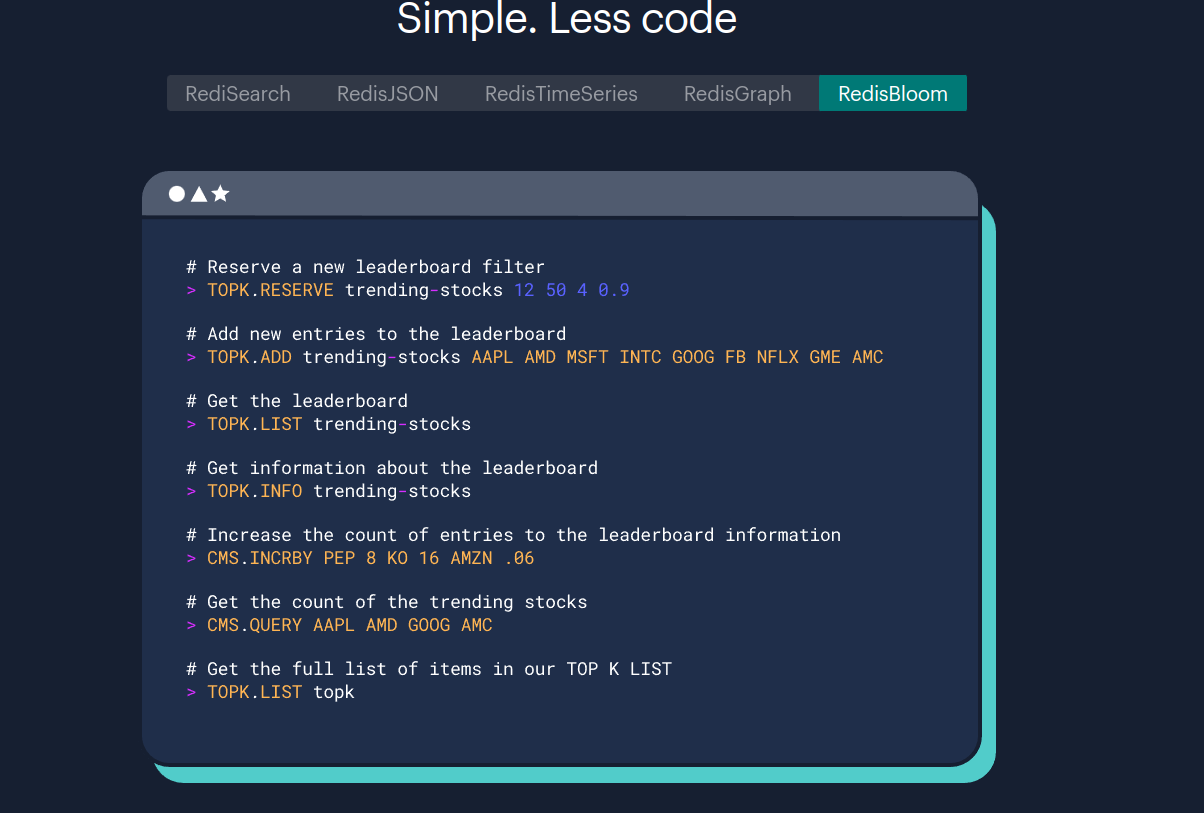 Simple. Less code
RediSearch RedisJSON RedisTimeSeries RedisGraph RedisBloom
# Reserve a new leaderboard filter
> TOPK.RESERVE trending-stocks 12 50 4 0.9
# Add new entries to the leaderboard
> TOPK.ADD trending-stocks AAPL AMD MSFT INTC GOOG FB NFLX GME AMC
# Get the leaderboard
> TOPK.LIST trending-stocks
# Get information about the leaderboard
> TOPK.INFO trending-stocks
# Increase the count of entries to the leaderboard information
> CMS.INCRBY PEP 8 KO 16 AMZN .06
# Get the count of the trending stocks
> CMS.QUERY AAPL AMD GOOG AMC
# Get the full list of items in our TOP K LIST
> TOPK.LIST topk